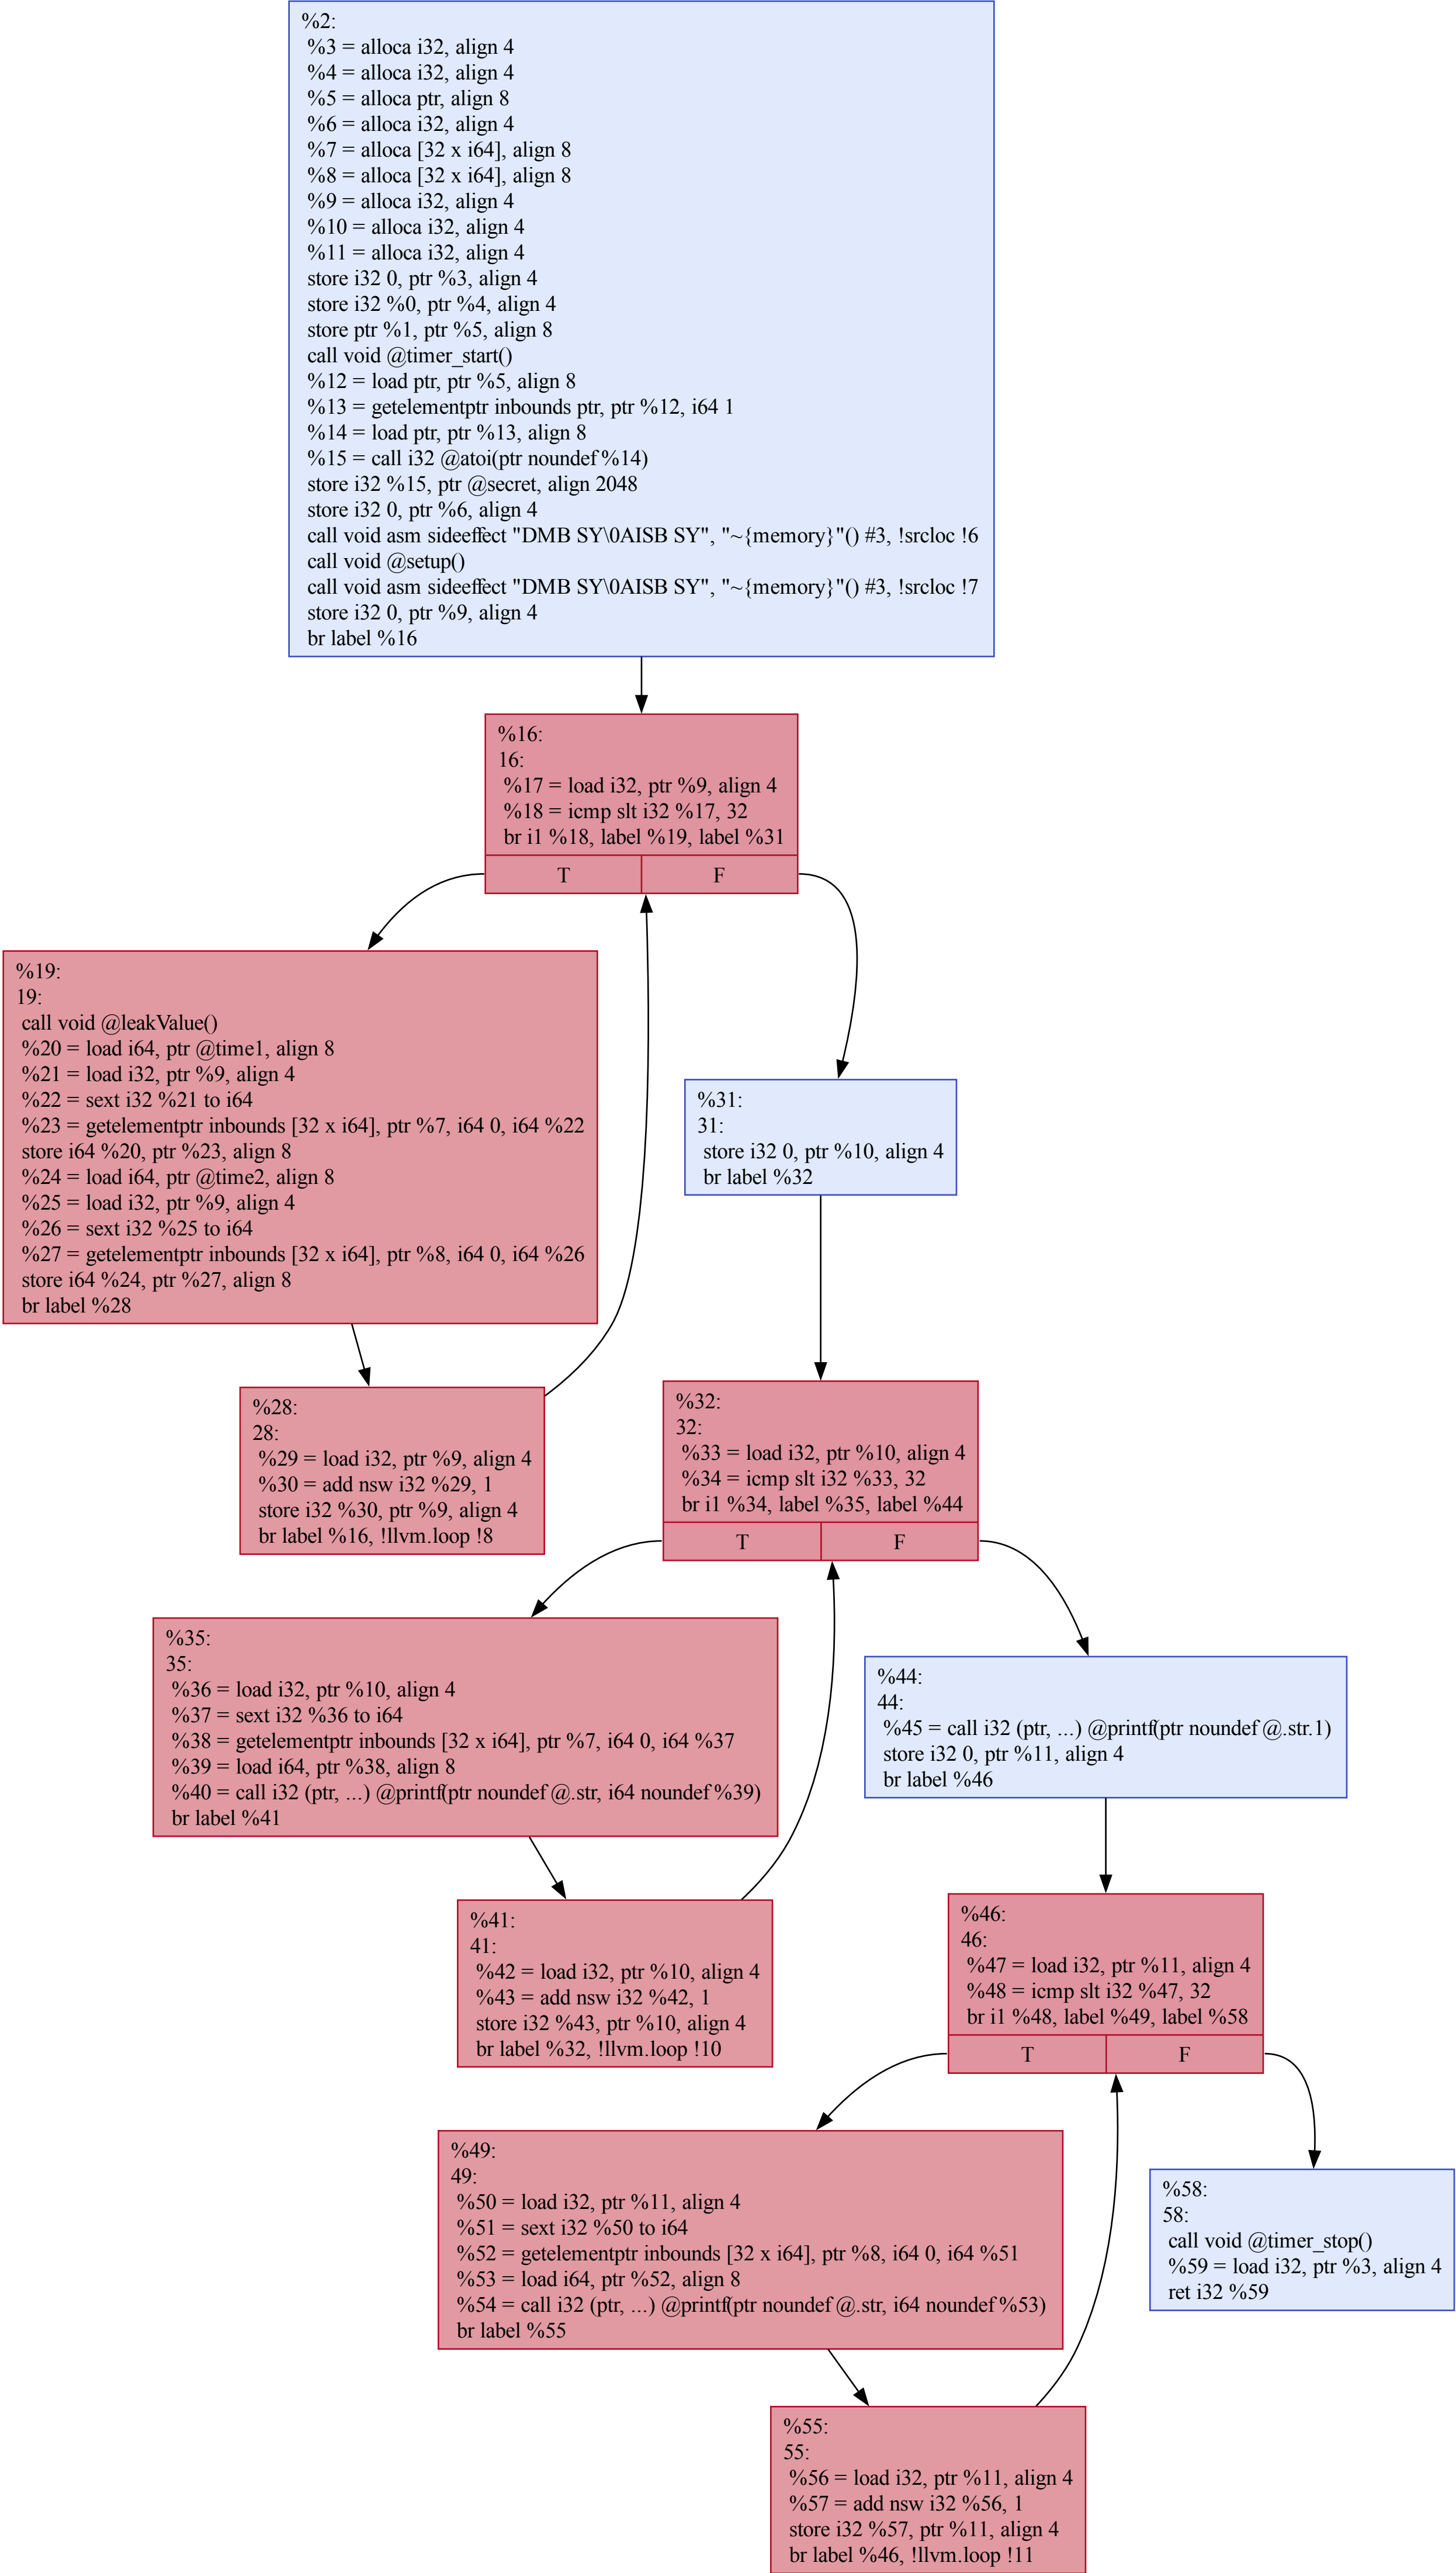 %2:
%3 = alloca i32, align 4
%4 = alloca i32, align 4
%5 = alloca ptr, align 8
%6 = alloca i32, align 4
%7 = alloca [32 x i64], align 8
%8 = alloca [32 x i64], align 8
%9 = alloca i32, align 4
%10 = alloca i32, align 4
%11 = alloca i32, align 4
store i32 0, ptr %3, align 4
store i32 %0, ptr %4, align 4
store ptr %1, ptr %5, align 8
call void @timer_start()
%12 = load ptr, ptr %5, align 8
%13 = getelementptr inbounds ptr, ptr %12, i64 1
%14 = load ptr, ptr %13, align 8
%15 = call i32 @atoi(ptr noundef %14)
store i32 %15, ptr @secret, align 2048
store i32 0, ptr %6, align 4
call void asm sideeffect "DMB SY\0AISB SY", "~{memory}"() #3, !srcloc !6
call void @setup()
call void asm sideeffect "DMB SY\0AISB SY", "~{memory}"() #3, !srcloc !7
store i32 0, ptr %9, align 4
br label %16
%16:
16:
%17 = load i32, ptr %9, align 4
%18 = icmp slt i32 %17, 32
br i1 %18, label %19, label %31
T F
%19:
19:
call void @leakValue()
%20 = load i64, ptr @time1, align 8
%21 = load i32, ptr %9, align 4
%22 = sext i32 %21 to i64
%23 = getelementptr inbounds [32 x i64], ptr %7, i64 0, i64 %22
store i64 %20, ptr %23, align 8
%24 = load i64, ptr @time2, align 8
%25 = load i32, ptr %9, align 4
%26 = sext i32 %25 to i64
%27 = getelementptr inbounds [32 x i64], ptr %8, i64 0, i64 %26
store i64 %24, ptr %27, align 8
br label %28
%28:
28:
%29 = load i32, ptr %9, align 4
%30 = add nsw i32 %29, 1
store i32 %30, ptr %9, align 4
br label %16, !llvm.loop !8
%31:
31:
store i32 0, ptr %10, align 4
br label %32
%32:
32:
%33 = load i32, ptr %10, align 4
%34 = icmp slt i32 %33, 32
br i1 %34, label %35, label %44
T F
%35:
35:
%36 = load i32, ptr %10, align 4
%37 = sext i32 %36 to i64
%38 = getelementptr inbounds [32 x i64], ptr %7, i64 0, i64 %37
%39 = load i64, ptr %38, align 8
%40 = call i32 (ptr, ...) @printf(ptr noundef @.str, i64 noundef %39)
br label %41
%41:
41:
%42 = load i32, ptr %10, align 4
%43 = add nsw i32 %42, 1
store i32 %43, ptr %10, align 4
br label %32, !llvm.loop !10
%44:
44:
%45 = call i32 (ptr, ...) @printf(ptr noundef @.str.1)
store i32 0, ptr %11, align 4
br label %46
%46:
46:
%47 = load i32, ptr %11, align 4
%48 = icmp slt i32 %47, 32
br i1 %48, label %49, label %58
T F
%49:
49:
%50 = load i32, ptr %11, align 4
%51 = sext i32 %50 to i64
%52 = getelementptr inbounds [32 x i64], ptr %8, i64 0, i64 %51
%53 = load i64, ptr %52, align 8
%54 = call i32 (ptr, ...) @printf(ptr noundef @.str, i64 noundef %53)
br label %55
%55:
55:
%56 = load i32, ptr %11, align 4
%57 = add nsw i32 %56, 1
store i32 %57, ptr %11, align 4
br label %46, !llvm.loop !11
%58:
58:
call void @timer_stop()
%59 = load i32, ptr %3, align 4
ret i32 %59